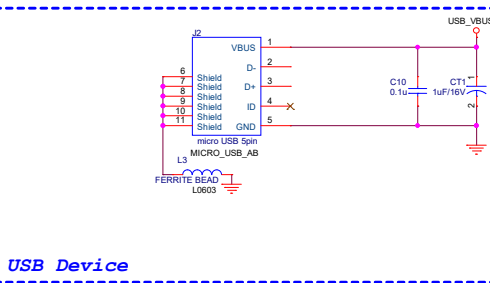 USB_VBUS
J2
VBUS 1
D- 2
D+ 3
ID 4
GND 5
6 Shield
7 Shield
8 Shield
9 Shield
10 Shield
11 Shield
micro USB 5pin
MICRO_USB_AB
C10
0.1u
CT1
1uF/16V
1
2
L3
FERRITE BEAD
L0603
USB Device